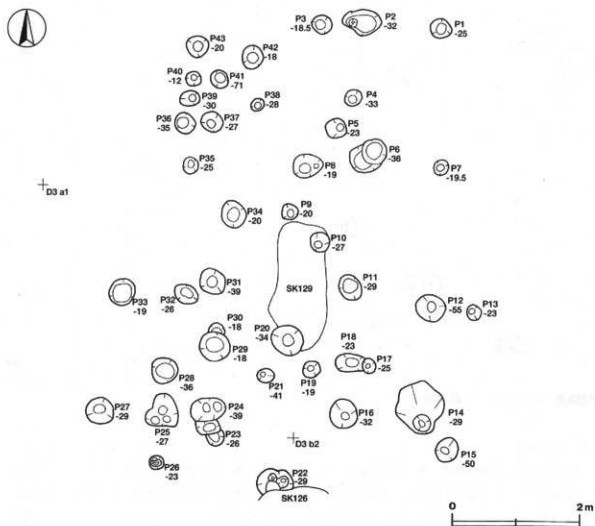 P43
-20
P42
-18
P3
-18.5
P2
-32
P1
-25
P40
-12
P41
-71
P39
-30
P38
-28
P4
-33
P36
-35
P37
-27
P5
-23
P6
-36
P35
-25
P8
-19
P7
-19.5
D3 a1
P34
-20
P9
-20
P10
-27
P33
-19
P32
-26
P31
-39
SK129
P11
-29
P12
-55
P13
-23
P30
-18
P29
-18
P20
-34
P18
-23
P17
-25
P28
-36
P21
-41
P19
-19
P27
-29
P25
-27
P24
-39
P23
-26
P16
-32
P14
-29
D3 b2
P15
-50
P26
-23
P22
-29
SK126
0 2m